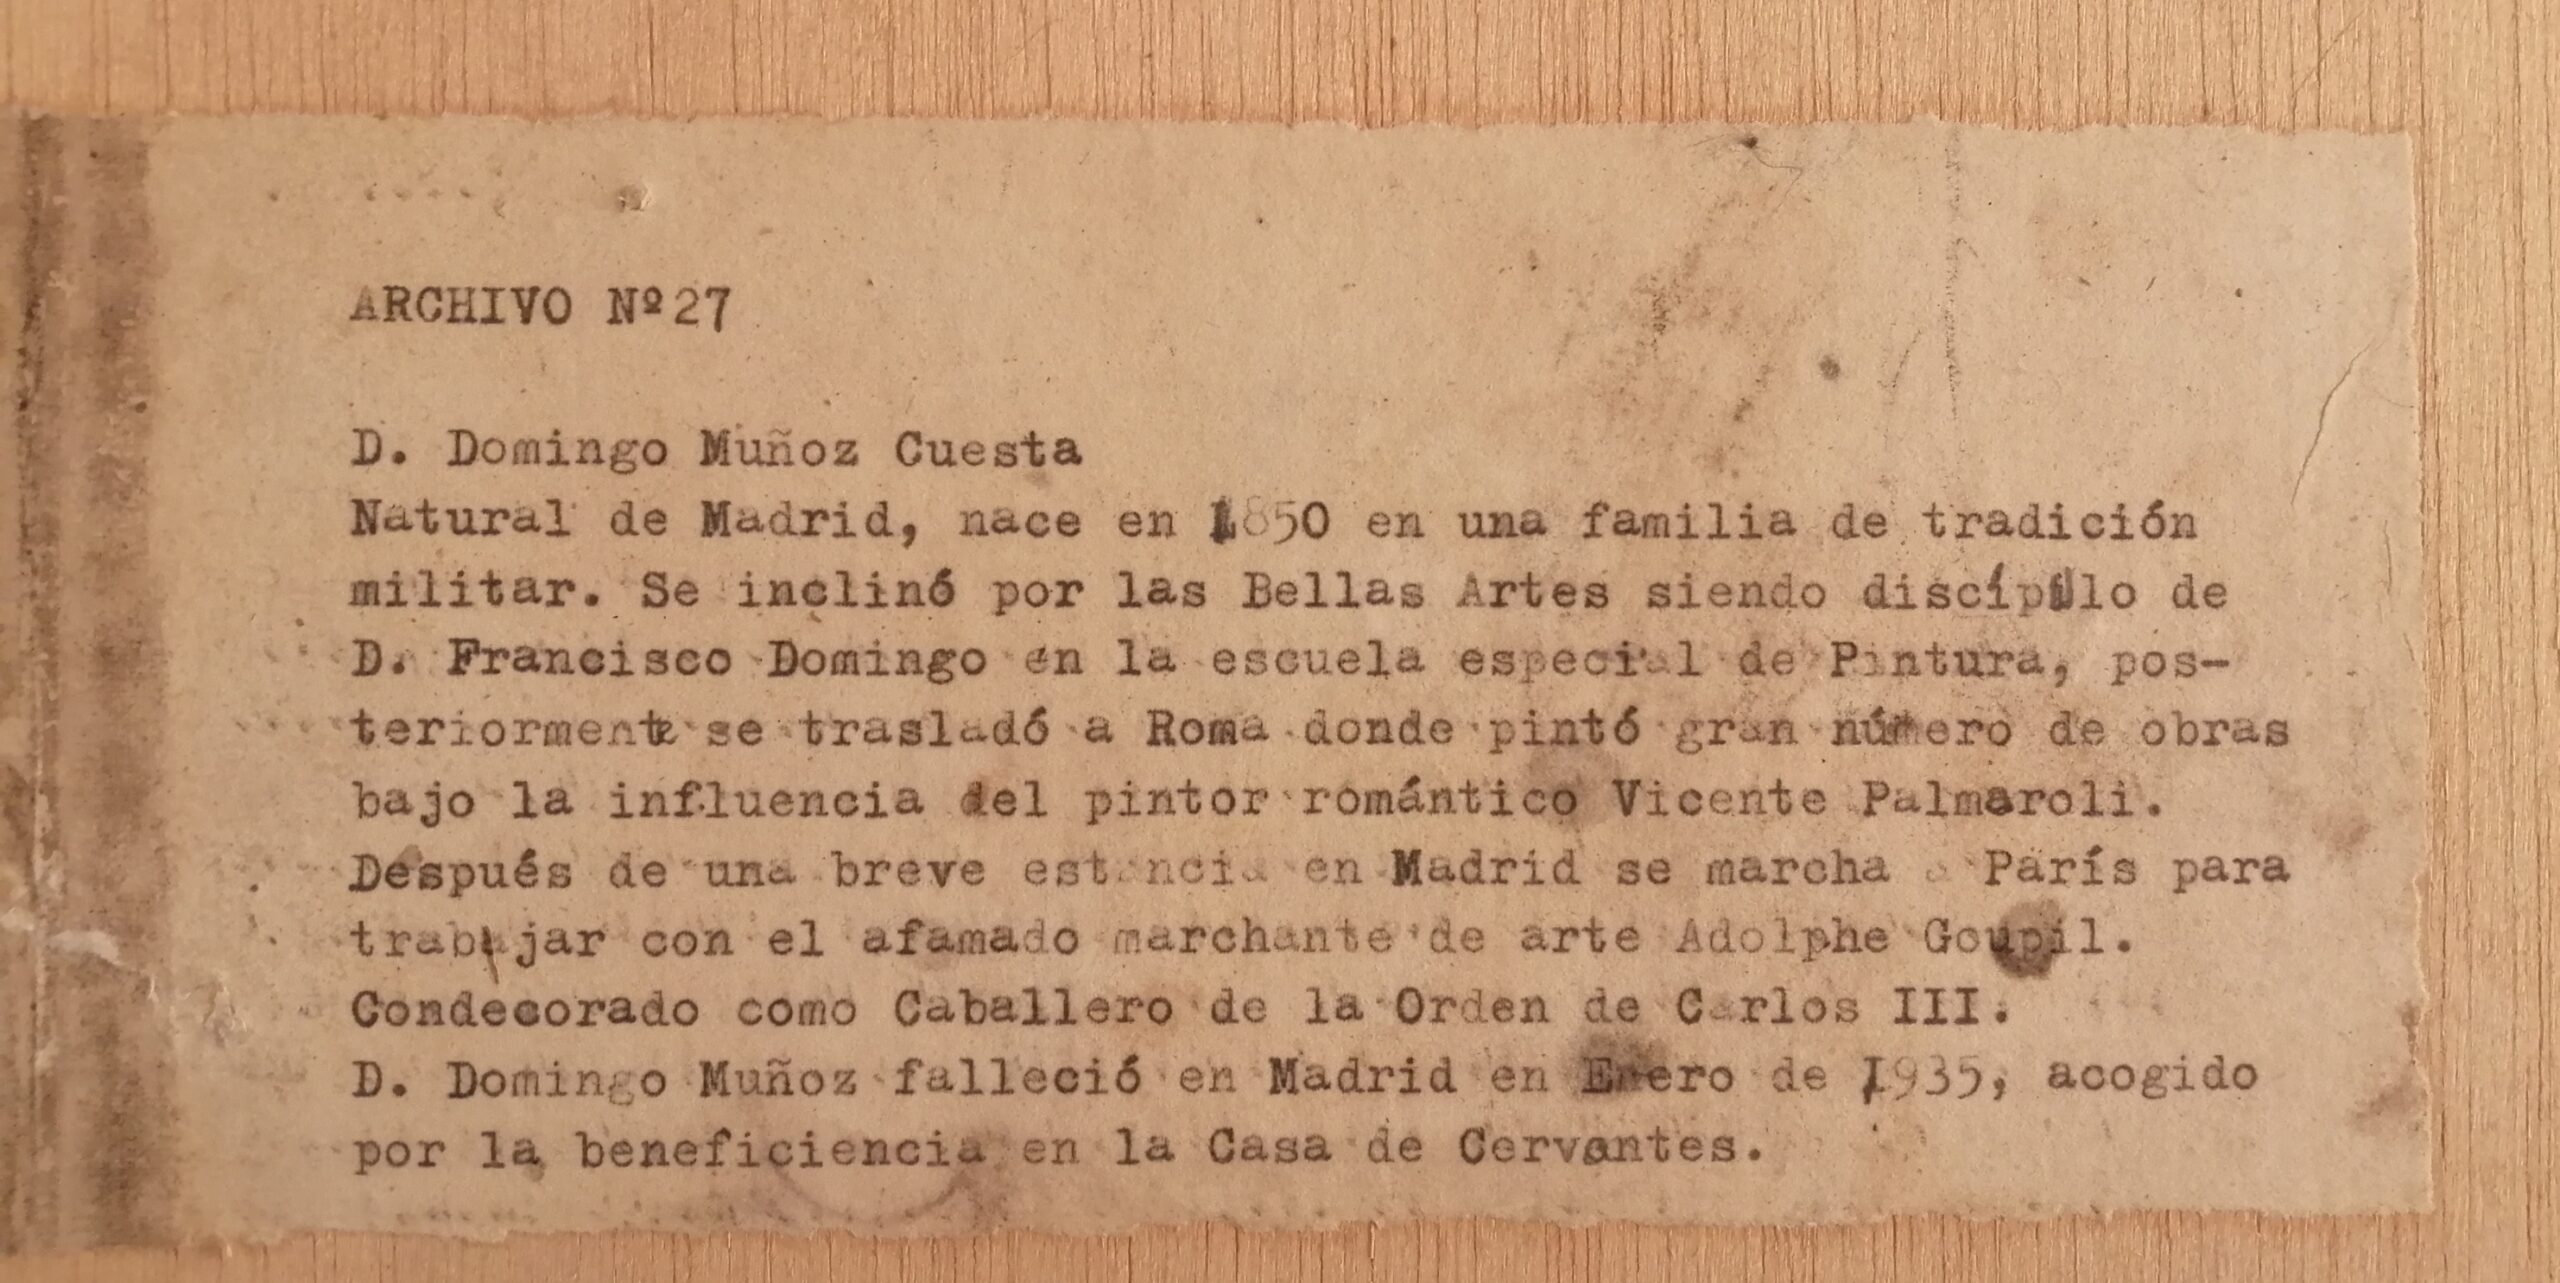 ARCHIVO Nº27
D. Domingo Muñoz Cuesta
Natural de Madrid, nace en 1850 en una familia de tradición
militar. Se inclinó por las Bellas Artes siendo discípulo de
D. Francisco Domingo en la escuela especial de Pintura, pos-
teriormente se trasladó a Roma donde pintó gran número de obras
bajo la influencia del pintor romántico Vicente Palmaroli.
Después de una breve estancia en Madrid se marcha a París para
trabajar con el afamado marchante de arte Adolphe Goupil.
Condecorado como Caballero de la Orden de Carlos III.
D. Domingo Muñoz falleció en Madrid en Enero de 1935, acogido
por la beneficiencia en la Casa de Cervantes.